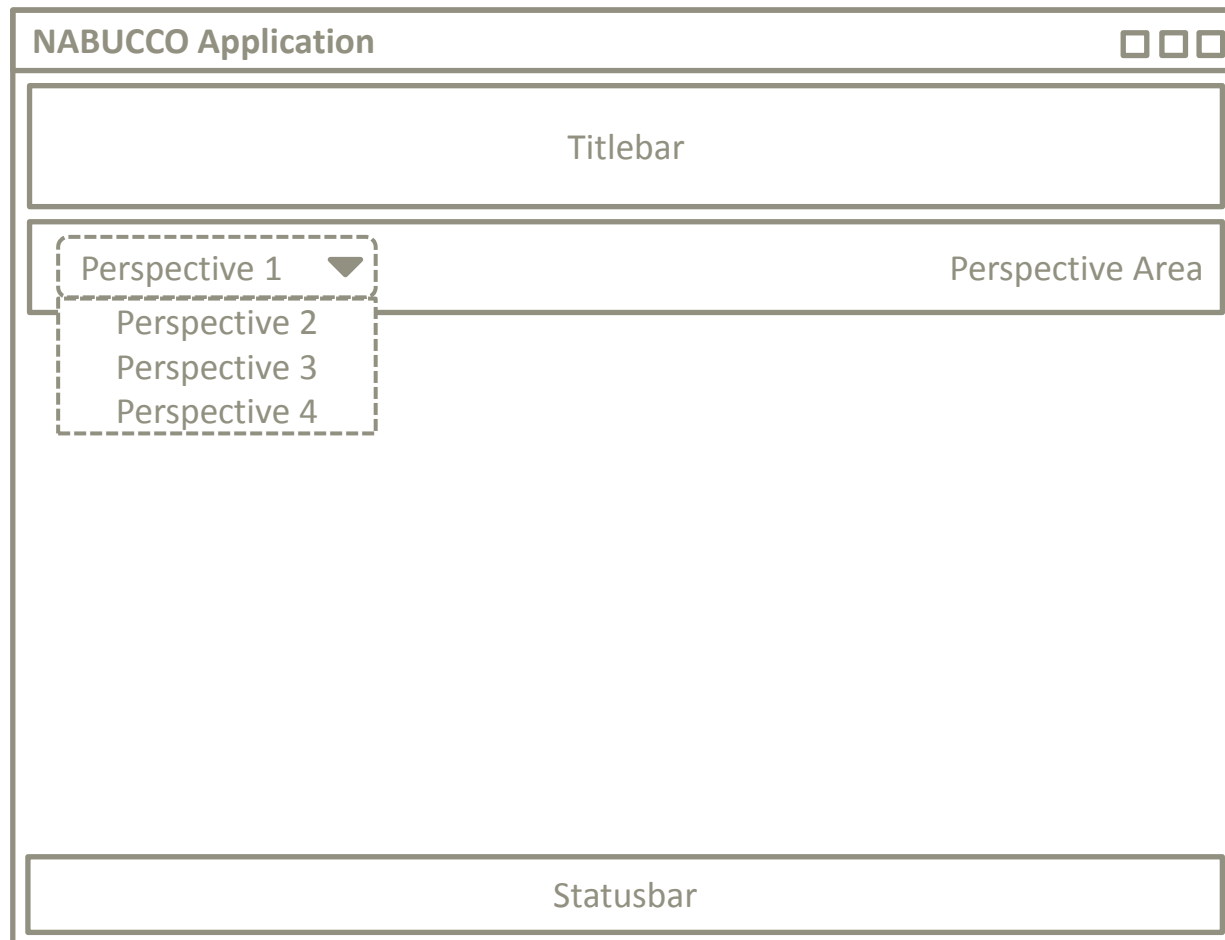 NABUCCO Application
Titlebar
Perspective 1
Perspective Area
Perspective 2
Perspective 3
Perspective 4
Statusbar